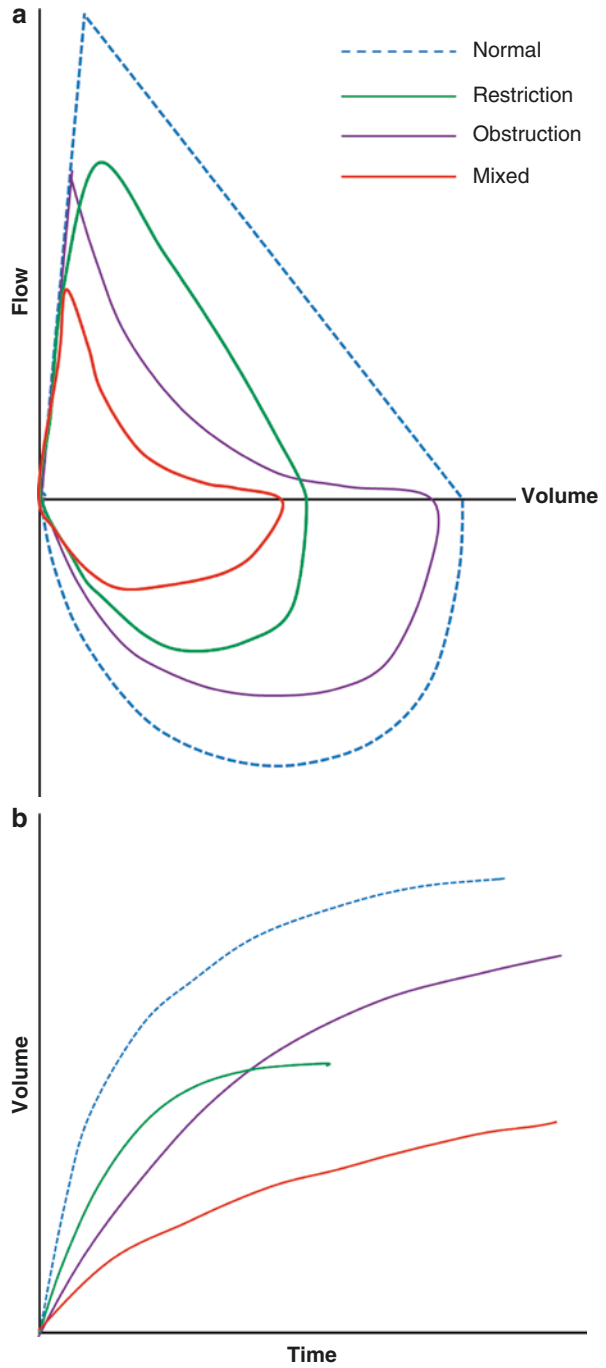 a
Normal
Restriction
Obstruction
Mixed
Flow
Volume
b
Volume
Time